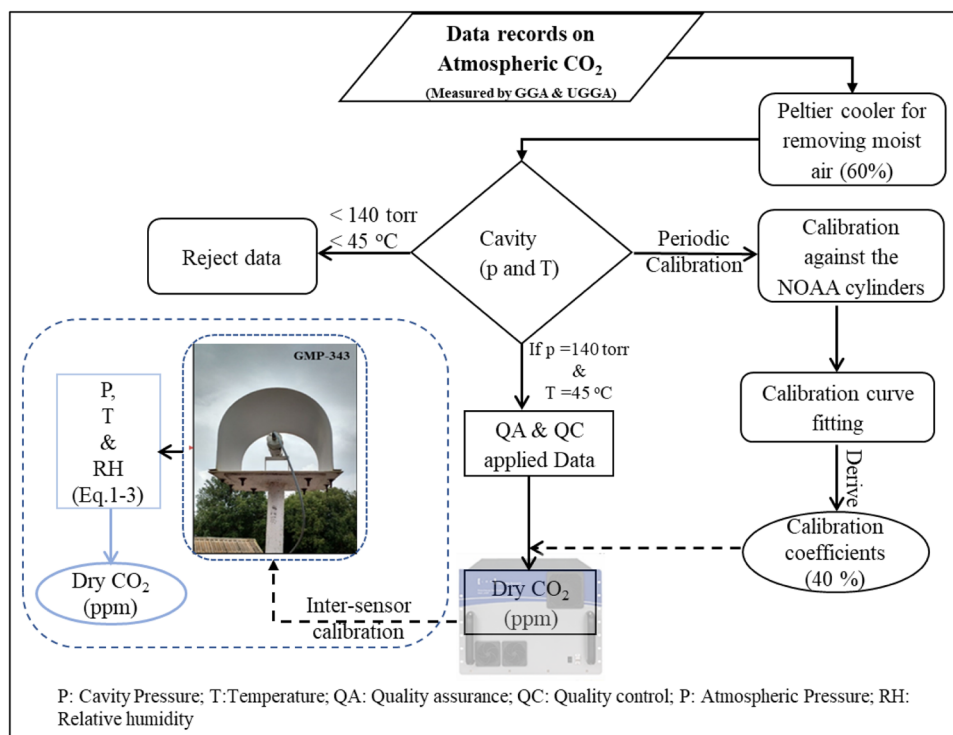 Data records on
Atmospheric CO₂
(Measured by GGA & UGGA)
Peltier cooler for
removing moist
air (60%)
< 140 torr
< 45 °C
Reject data
Cavity
(p and T)
Periodic
Calibration
Calibration
against the
NOAA cylinders
If p =140 torr
&
T =45 °C
GMP-343
P,
T
&
RH
(Eq.1-3)
QA & QC
applied Data
Calibration curve
fitting
Derive
Calibration
coefficients
(40 %)
Dry CO₂
(ppm)
Inter-sensor
calibration
Dry CO₂
(ppm)
P: Cavity Pressure; T:Temperature; QA: Quality assurance; QC: Quality control; P: Atmospheric Pressure; RH:
Relative humidity